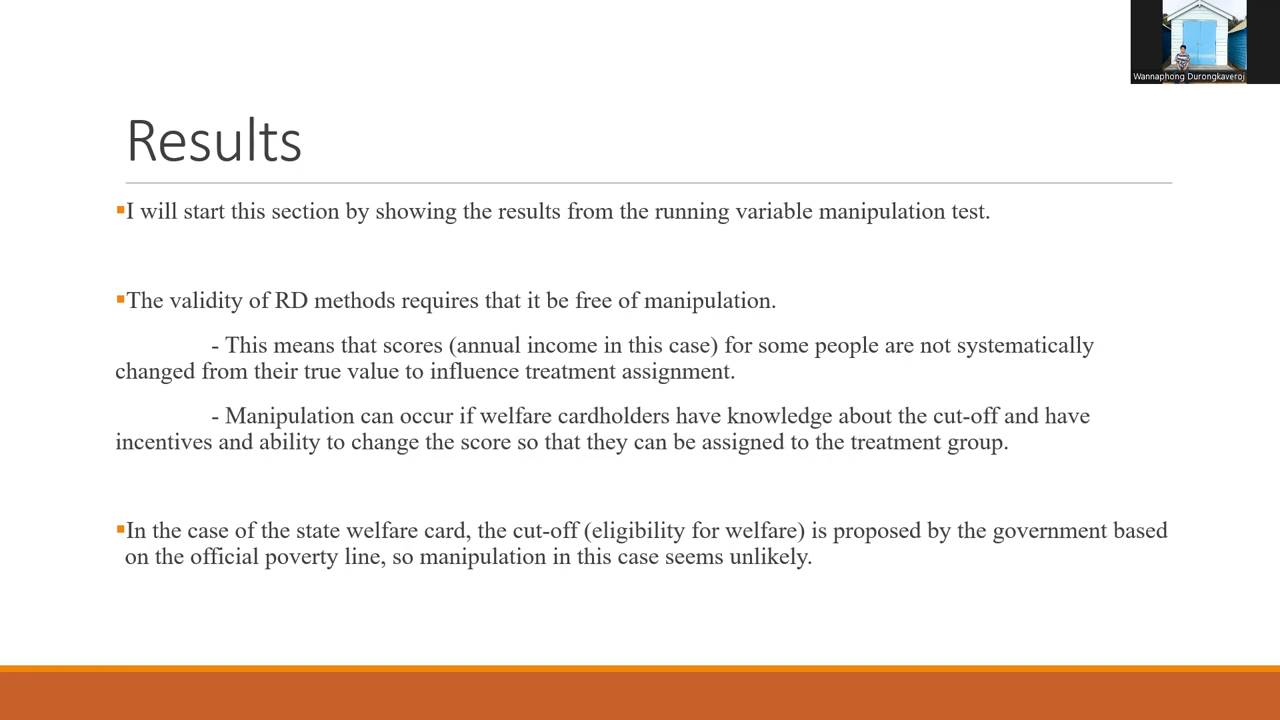 Wannaphong Durongkaveroj
Results
▪I will start this section by showing the results from the running variable manipulation test.
▪The validity of RD methods requires that it be free of manipulation.
- This means that scores (annual income in this case) for some people are not systematically
changed from their true value to influence treatment assignment.
- Manipulation can occur if welfare cardholders have knowledge about the cut-off and have
incentives and ability to change the score so that they can be assigned to the treatment group.
▪In the case of the state welfare card, the cut-off (eligibility for welfare) is proposed by the government based
on the official poverty line, so manipulation in this case seems unlikely.